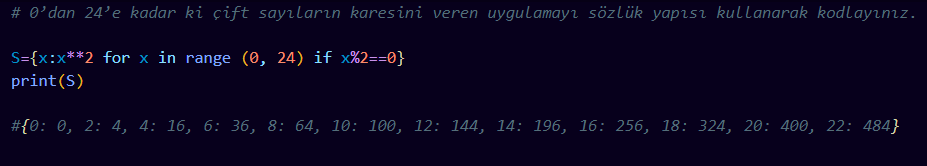 # 0’dan 24’e kadar ki çift sayıların karesini veren uygulamayı sözlük yapısı kullanarak kodlayınız.
S={x:x**2 for x in range (0, 24) if x%2==0}
print(S)
#{0: 0, 2: 4, 4: 16, 6: 36, 8: 64, 10: 100, 12: 144, 14: 196, 16: 256, 18: 324, 20: 400, 22: 484}